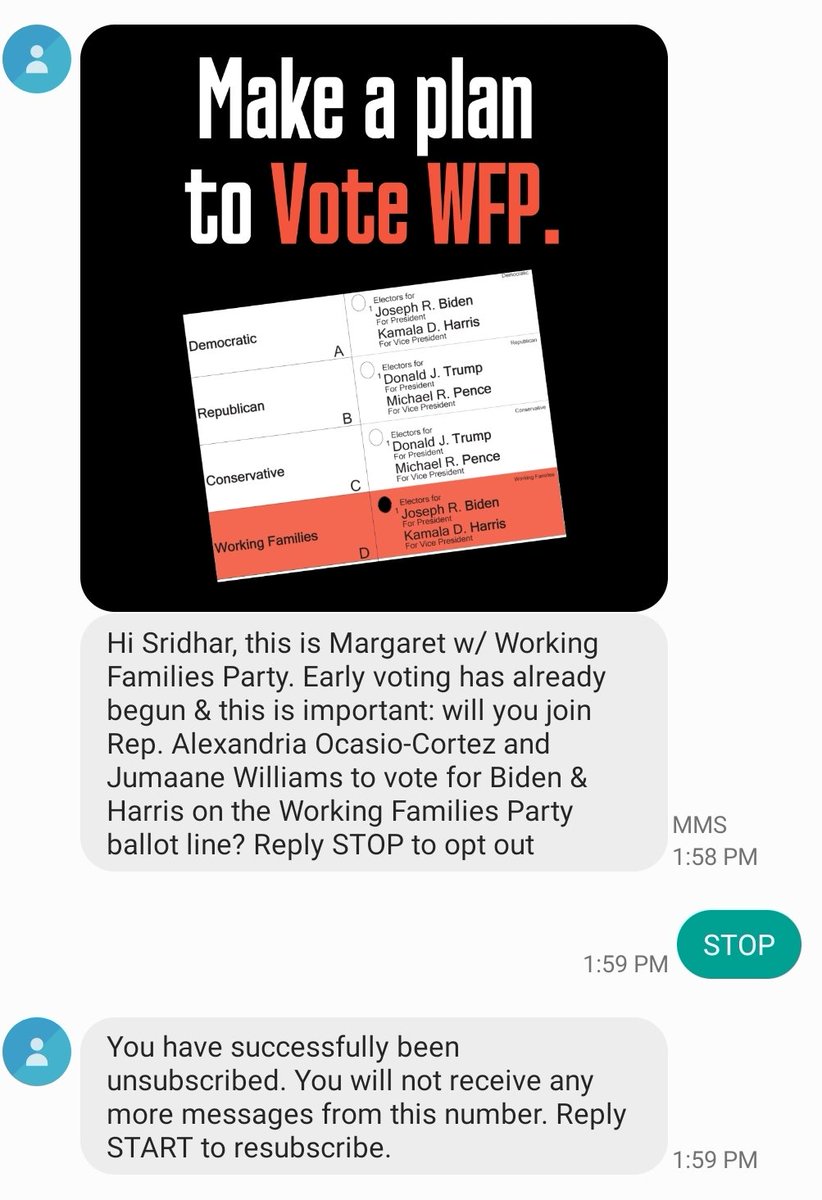 Make a plan
to Vote WFP.
Democratic
Democratic
A
1
Electors for
Joseph R. Biden
For President
Kamala D. Harris
For Vice President
Republican
Republican
B
1
Electors for
Donald J. Trump
For President
Michael R. Pence
For Vice President
Conservative
Conservative
C
1
Electors for
Donald J. Trump
For President
Michael R. Pence
For Vice President
Working Families
Working Families
D
1
Electors for
Joseph R. Biden
For President
Kamala D. Harris
For Vice President
Hi Sridhar, this is Margaret w/ Working
Families Party. Early voting has already
begun & this is important: will you join
Rep. Alexandria Ocasio-Cortez and
Jumaane Williams to vote for Biden &
Harris on the Working Families Party
ballot line? Reply STOP to opt out
MMS
1:58 PM
STOP
1:59 PM
You have successfully been
unsubscribed. You will not receive any
more messages from this number. Reply
START to resubscribe.
1:59 PM